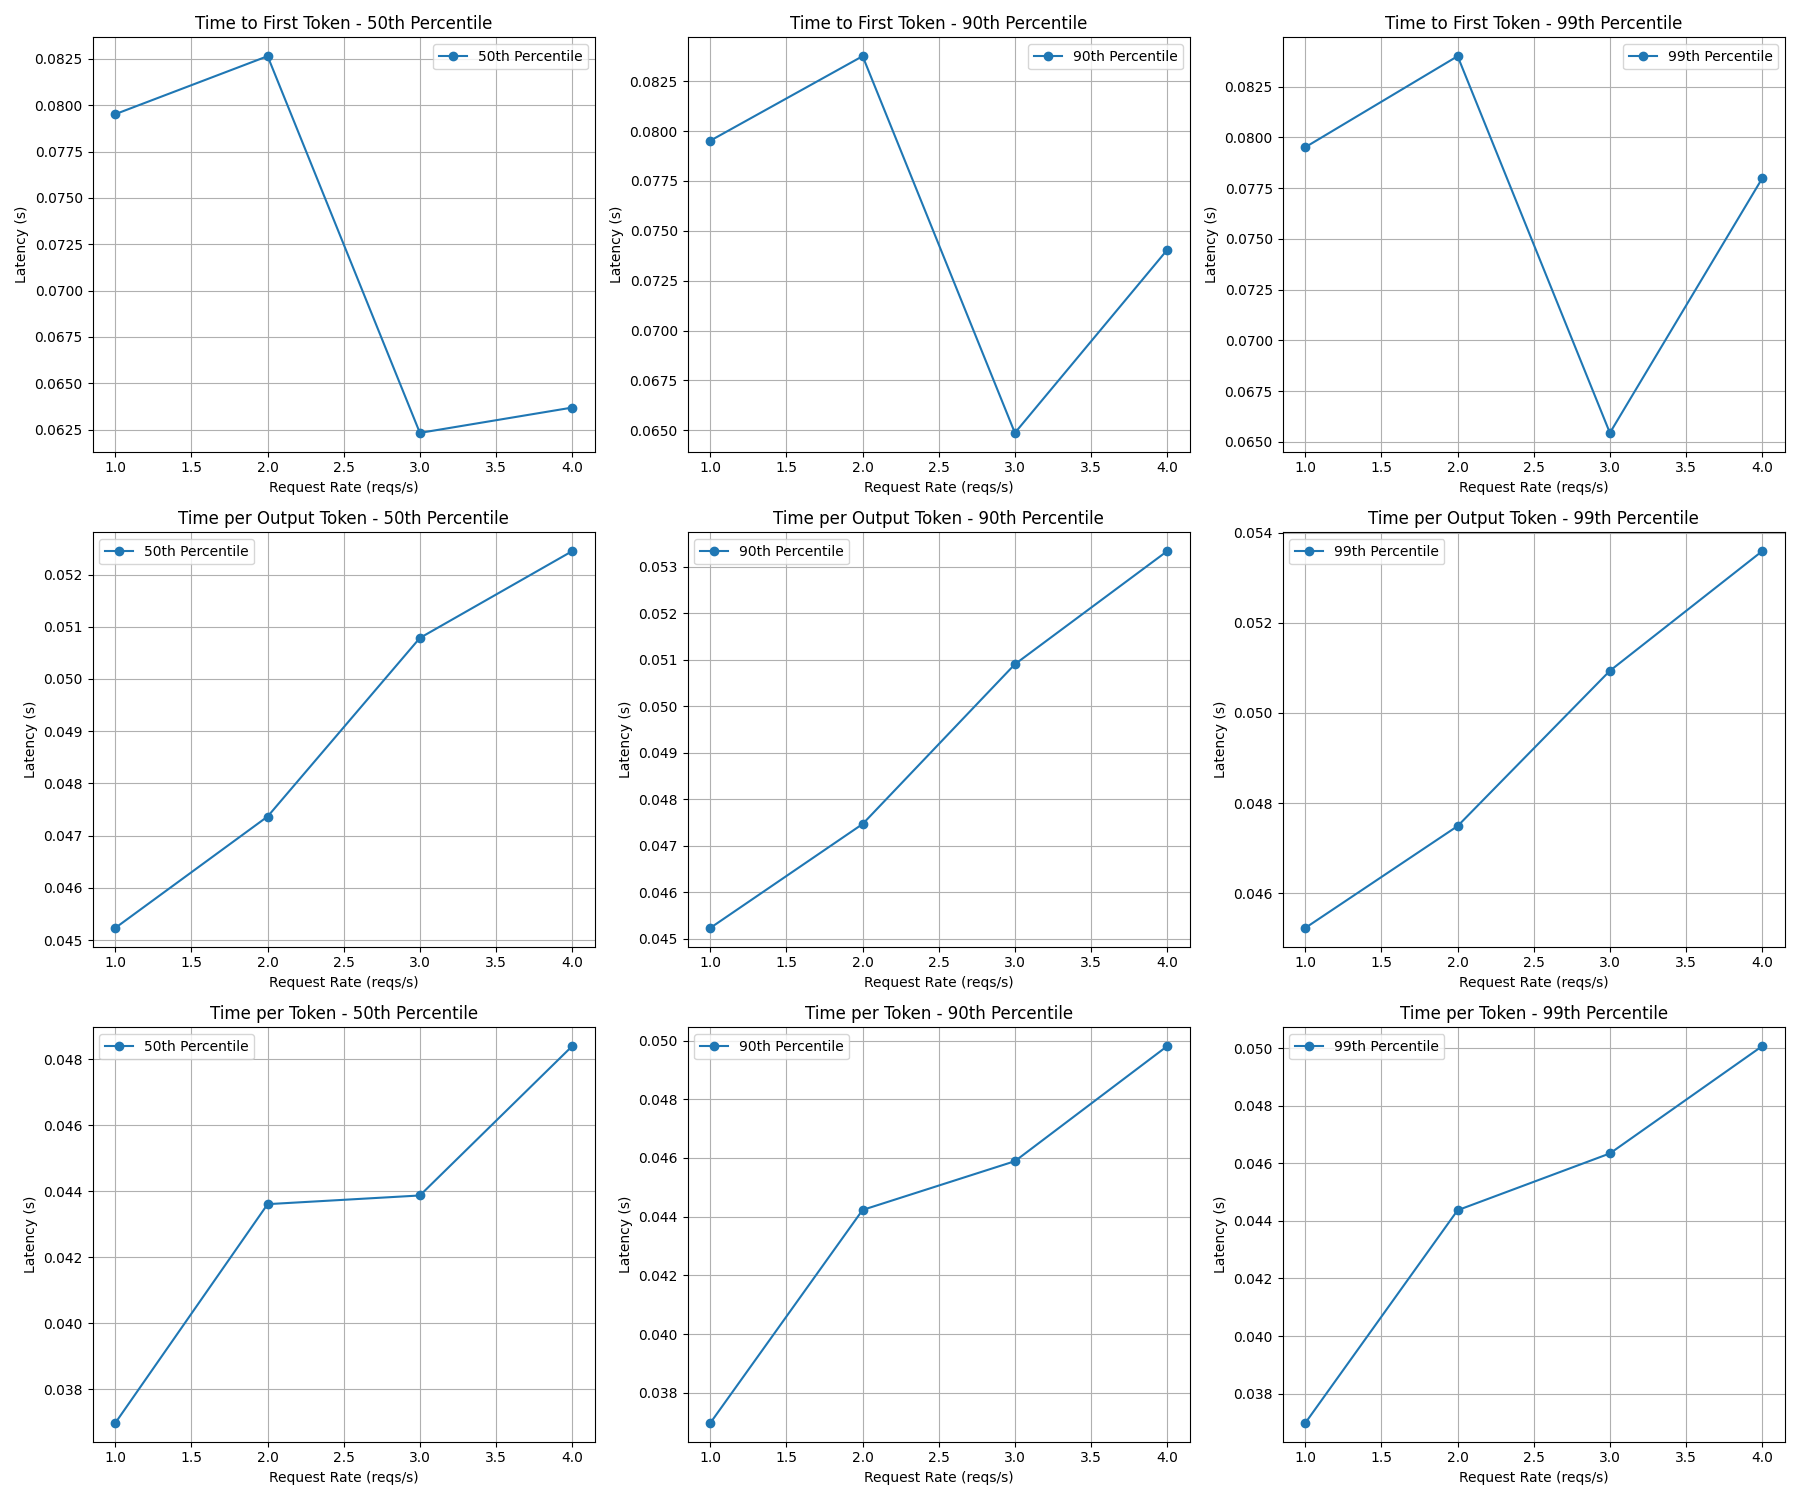 Time to First Token - 50th Percentile
50th Percentile
Latency (s)
0.0825
0.0800
0.0775
0.0750
0.0725
0.0700
0.0675
0.0650
0.0625
1.0 1.5 2.0 2.5 3.0 3.5 4.0
Request Rate (reqs/s)
Time to First Token - 90th Percentile
90th Percentile
Latency (s)
0.0825
0.0800
0.0775
0.0750
0.0725
0.0700
0.0675
0.0650
1.0 1.5 2.0 2.5 3.0 3.5 4.0
Request Rate (reqs/s)
Time to First Token - 99th Percentile
99th Percentile
Latency (s)
0.0825
0.0800
0.0775
0.0750
0.0725
0.0700
0.0675
0.0650
1.0 1.5 2.0 2.5 3.0 3.5 4.0
Request Rate (reqs/s)
Time per Output Token - 50th Percentile
50th Percentile
Latency (s)
0.052
0.051
0.050
0.049
0.048
0.047
0.046
0.045
1.0 1.5 2.0 2.5 3.0 3.5 4.0
Request Rate (reqs/s)
Time per Output Token - 90th Percentile
90th Percentile
Latency (s)
0.053
0.052
0.051
0.050
0.049
0.048
0.047
0.046
0.045
1.0 1.5 2.0 2.5 3.0 3.5 4.0
Request Rate (reqs/s)
Time per Output Token - 99th Percentile
99th Percentile
Latency (s)
0.054
0.052
0.050
0.048
0.046
1.0 1.5 2.0 2.5 3.0 3.5 4.0
Request Rate (reqs/s)
Time per Token - 50th Percentile
50th Percentile
Latency (s)
0.048
0.046
0.044
0.042
0.040
0.038
1.0 1.5 2.0 2.5 3.0 3.5 4.0
Request Rate (reqs/s)
Time per Token - 90th Percentile
90th Percentile
Latency (s)
0.050
0.048
0.046
0.044
0.042
0.040
0.038
1.0 1.5 2.0 2.5 3.0 3.5 4.0
Request Rate (reqs/s)
Time per Token - 99th Percentile
99th Percentile
Latency (s)
0.050
0.048
0.046
0.044
0.042
0.040
0.038
1.0 1.5 2.0 2.5 3.0 3.5 4.0
Request Rate (reqs/s)